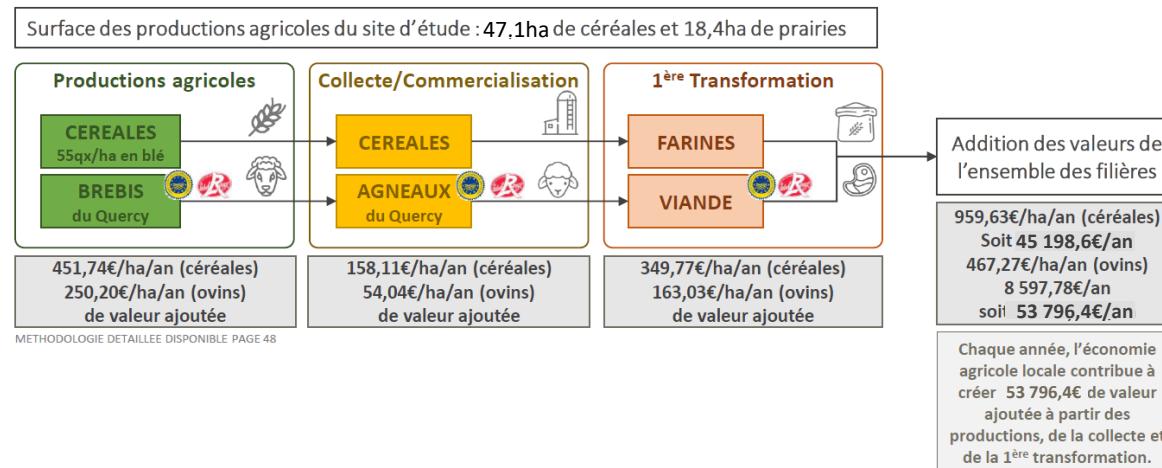 Surface des productions agricoles du site d'étude : 47.1ha de céréales et 18,4ha de prairies
Productions agricoles
CEREALES
55qx/ha en blé
BREBIS
du Quercy
451,74€/ha/an (céréales)
250,20€/ha/an (ovins)
de valeur ajoutée
Collecte/Commercialisation
CEREALES
AGNEAUX
du Quercy
158,11€/ha/an (céréales)
54,04€/ha/an (ovins)
de valeur ajoutée
1ère Transformation
FARINES
VIANDE
349,77€/ha/an (céréales)
163,03€/ha/an (ovins)
de valeur ajoutée
METHODOLOGIE DETAILLEE DISPONIBLE PAGE 48
Addition des valeurs de
l'ensemble des filières
959,63€/ha/an (céréales)
Soit 45 198,6€/an
467,27€/ha/an (ovins)
8 597,78€/an
soit 53 796,4€/an
Chaque année, l'économie
agricole locale contribue à
créer 53 796,4€ de valeur
ajoutée à partir des
productions, de la collecte et
de la 1ère transformation.